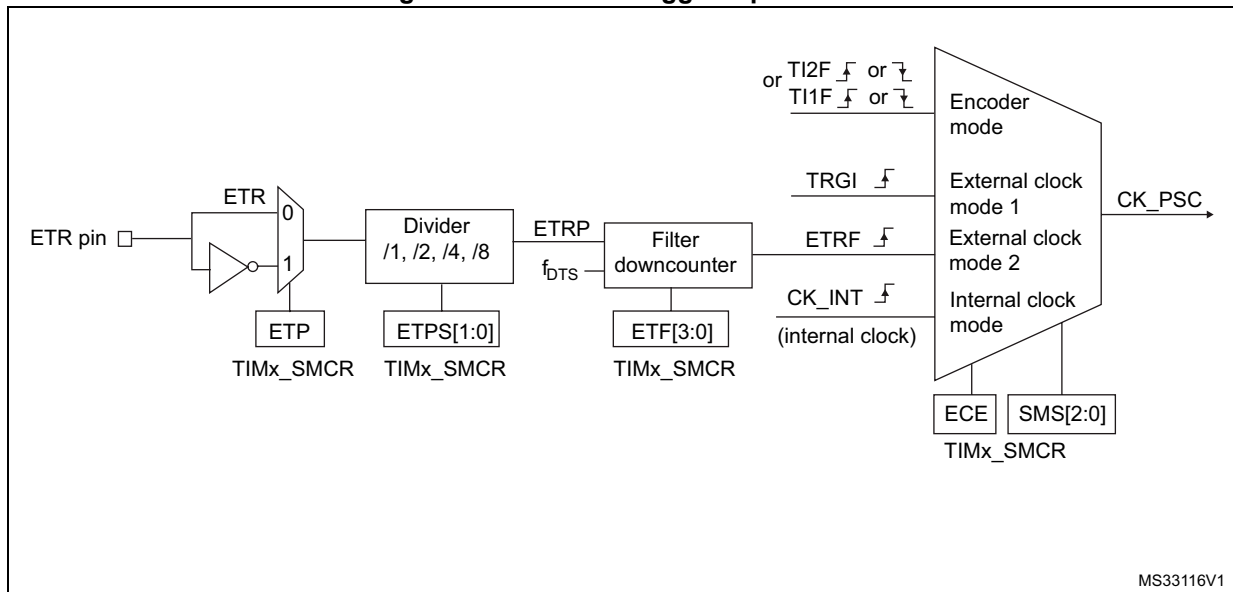 or TI2F or
TI1F or
Encoder
mode
TRGI
External clock
mode 1
CK_PSC
ETR
0
ETR pin
1
Divider
/1, /2, /4, /8
ETRP
fDTS
Filter
downcounter
ETRF
External clock
mode 2
CK_INT
(internal clock)
Internal clock
mode
ETP
TIMx_SMCR
ETPS[1:0]
TIMx_SMCR
ETF[3:0]
TIMx_SMCR
ECE
SMS[2:0]
TIMx_SMCR
MS33116V1